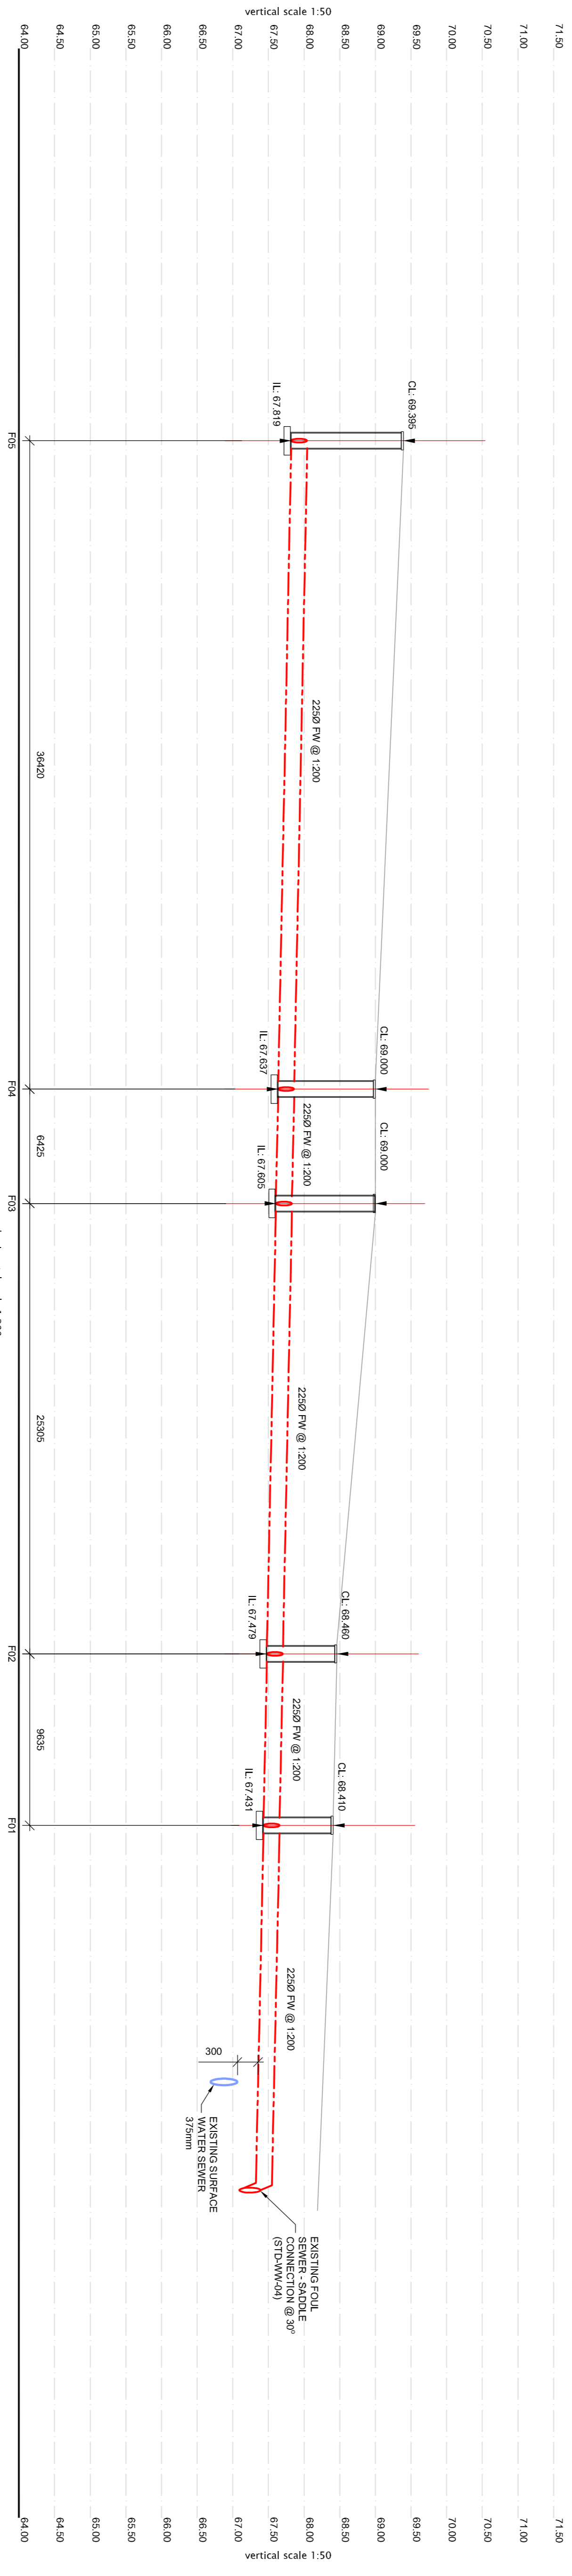 vertical scale 1:50
71.50
71.00
70.50
70.00
69.50
69.00
68.50
68.00
67.50
67.00
66.50
66.00
65.50
65.00
64.50
64.00
CL: 69.395
IL: 67.819
F05
225Ø FW @ 1:200
36420
CL: 69.000
IL: 67.637
F04
225Ø FW @ 1:200
6425
CL: 69.000
IL: 67.605
F03
225Ø FW @ 1:200
25305
CL: 68.460
IL: 67.479
F02
225Ø FW @ 1:200
9635
CL: 68.410
IL: 67.431
F01
225Ø FW @ 1:200
300
EXISTING SURFACE
WATER SEWER
375mm
EXISTING FOUL
SEWER - SADDLE
CONNECTION @ 30°
(STD-WW-04)
71.50
71.00
70.50
70.00
69.50
69.00
68.50
68.00
67.50
67.00
66.50
66.00
65.50
65.00
64.50
64.00
vertical scale 1:50